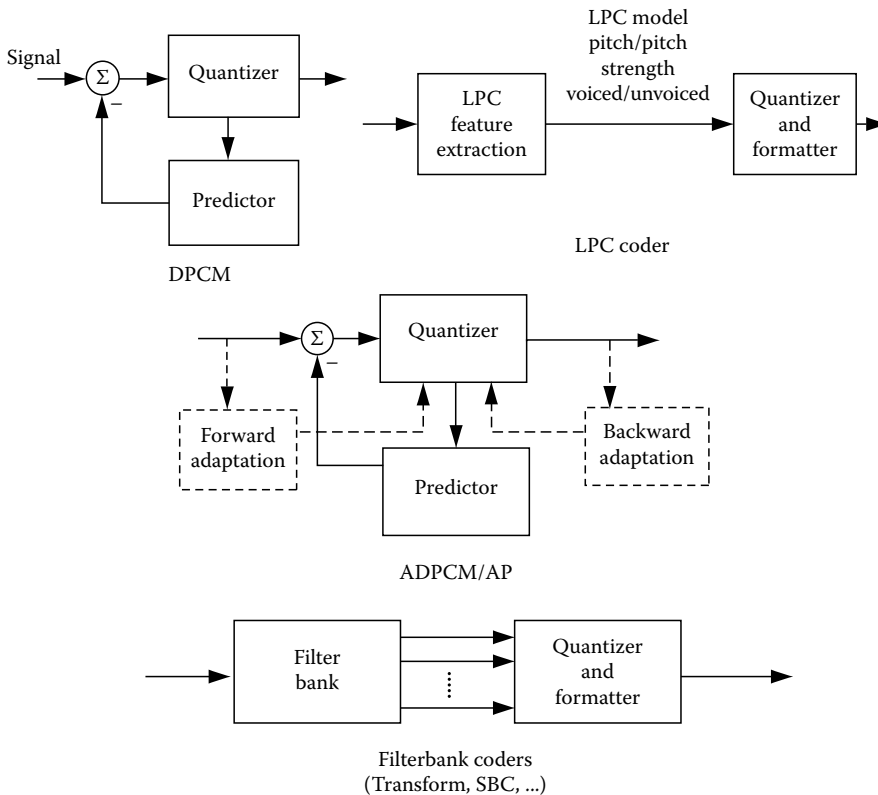 Signal
Σ
−
Quantizer
Predictor
DPCM
LPC
feature
extraction
LPC model
pitch/pitch
strength
voiced/unvoiced
Quantizer
and
formatter
LPC coder
Σ
−
Quantizer
Forward
adaptation
Backward
adaptation
Predictor
ADPCM/AP
Filter
bank
Quantizer
and
formatter
Filterbank coders
(Transform, SBC, ...)